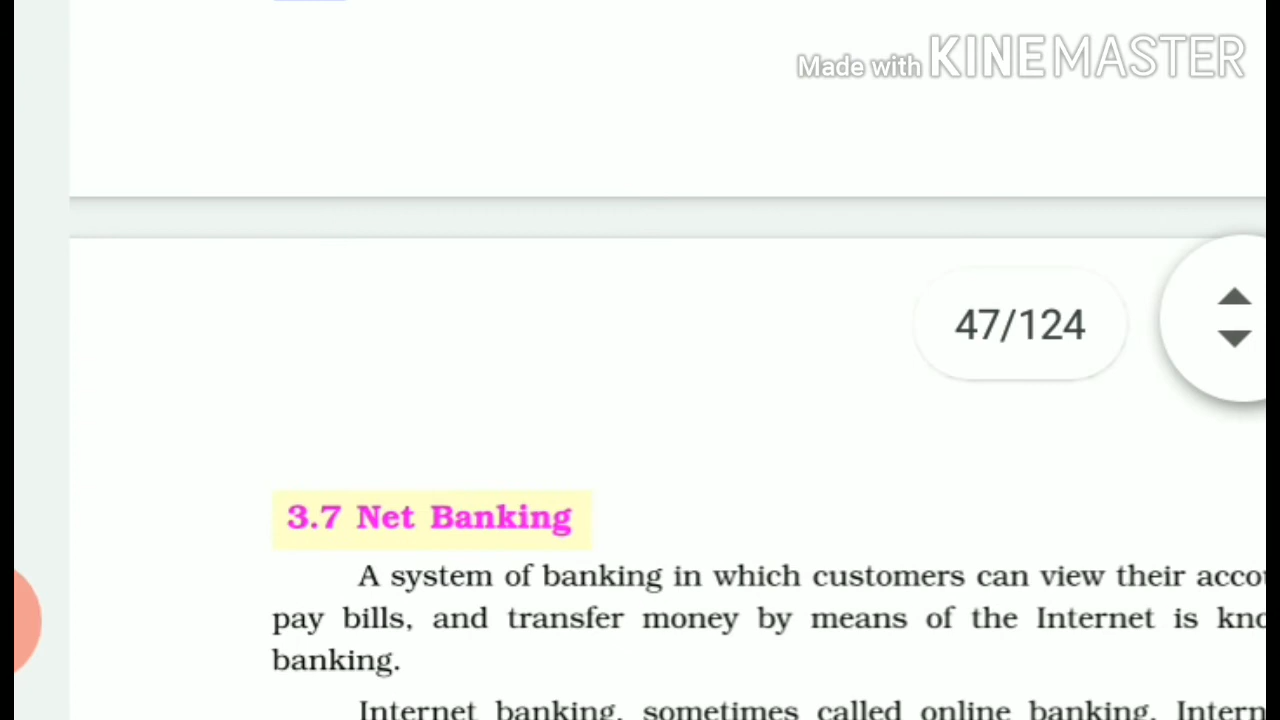 Made with KINEMASTER
47/124
3.7 Net Banking
A system of banking in which customers can view their
pay bills, and transfer money by means of the Internet is
banking.
Internet banking, sometimes called online banking,